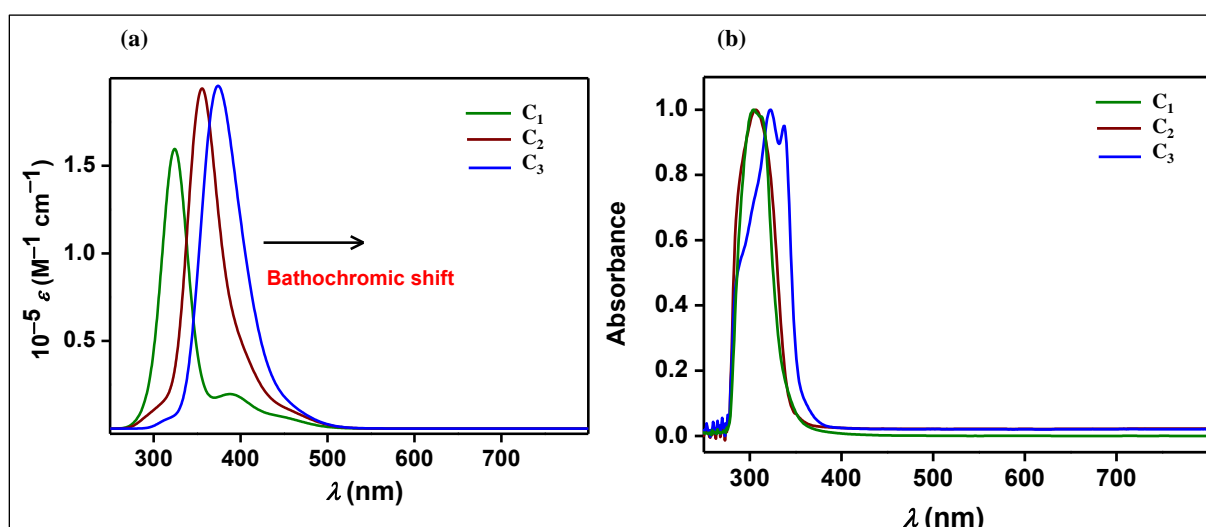 (a)
C₁
C₂
C₃
Bathochromic shift
10⁻⁵ ε (M⁻¹ cm⁻¹)
1.5
1.0
0.5
300 400 500 600 700
λ (nm)
(b)
C₁
C₂
C₃
Absorbance
1.0
0.8
0.6
0.4
0.2
0.0
300 400 500 600 700
λ (nm)